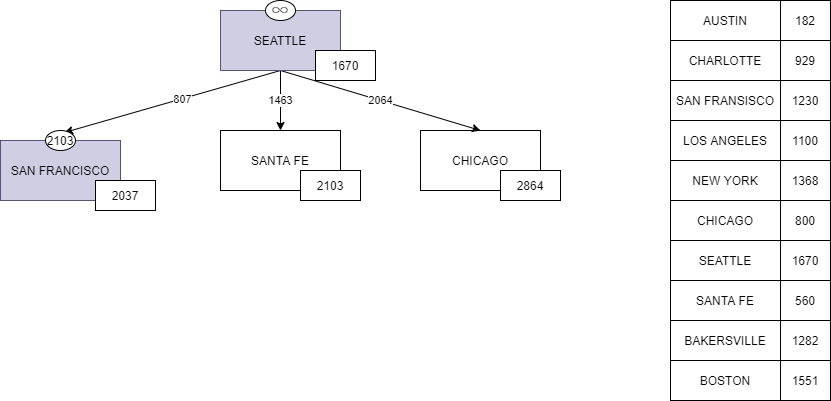 ∞
SEATTLE
1670
807
1463
2064
2103
SAN FRANCISCO
2037
SANTA FE
2103
CHICAGO
2864
AUSTIN 182
CHARLOTTE 929
SAN FRANSISCO 1230
LOS ANGELES 1100
NEW YORK 1368
CHICAGO 800
SEATTLE 1670
SANTA FE 560
BAKERSVILLE 1282
BOSTON 1551